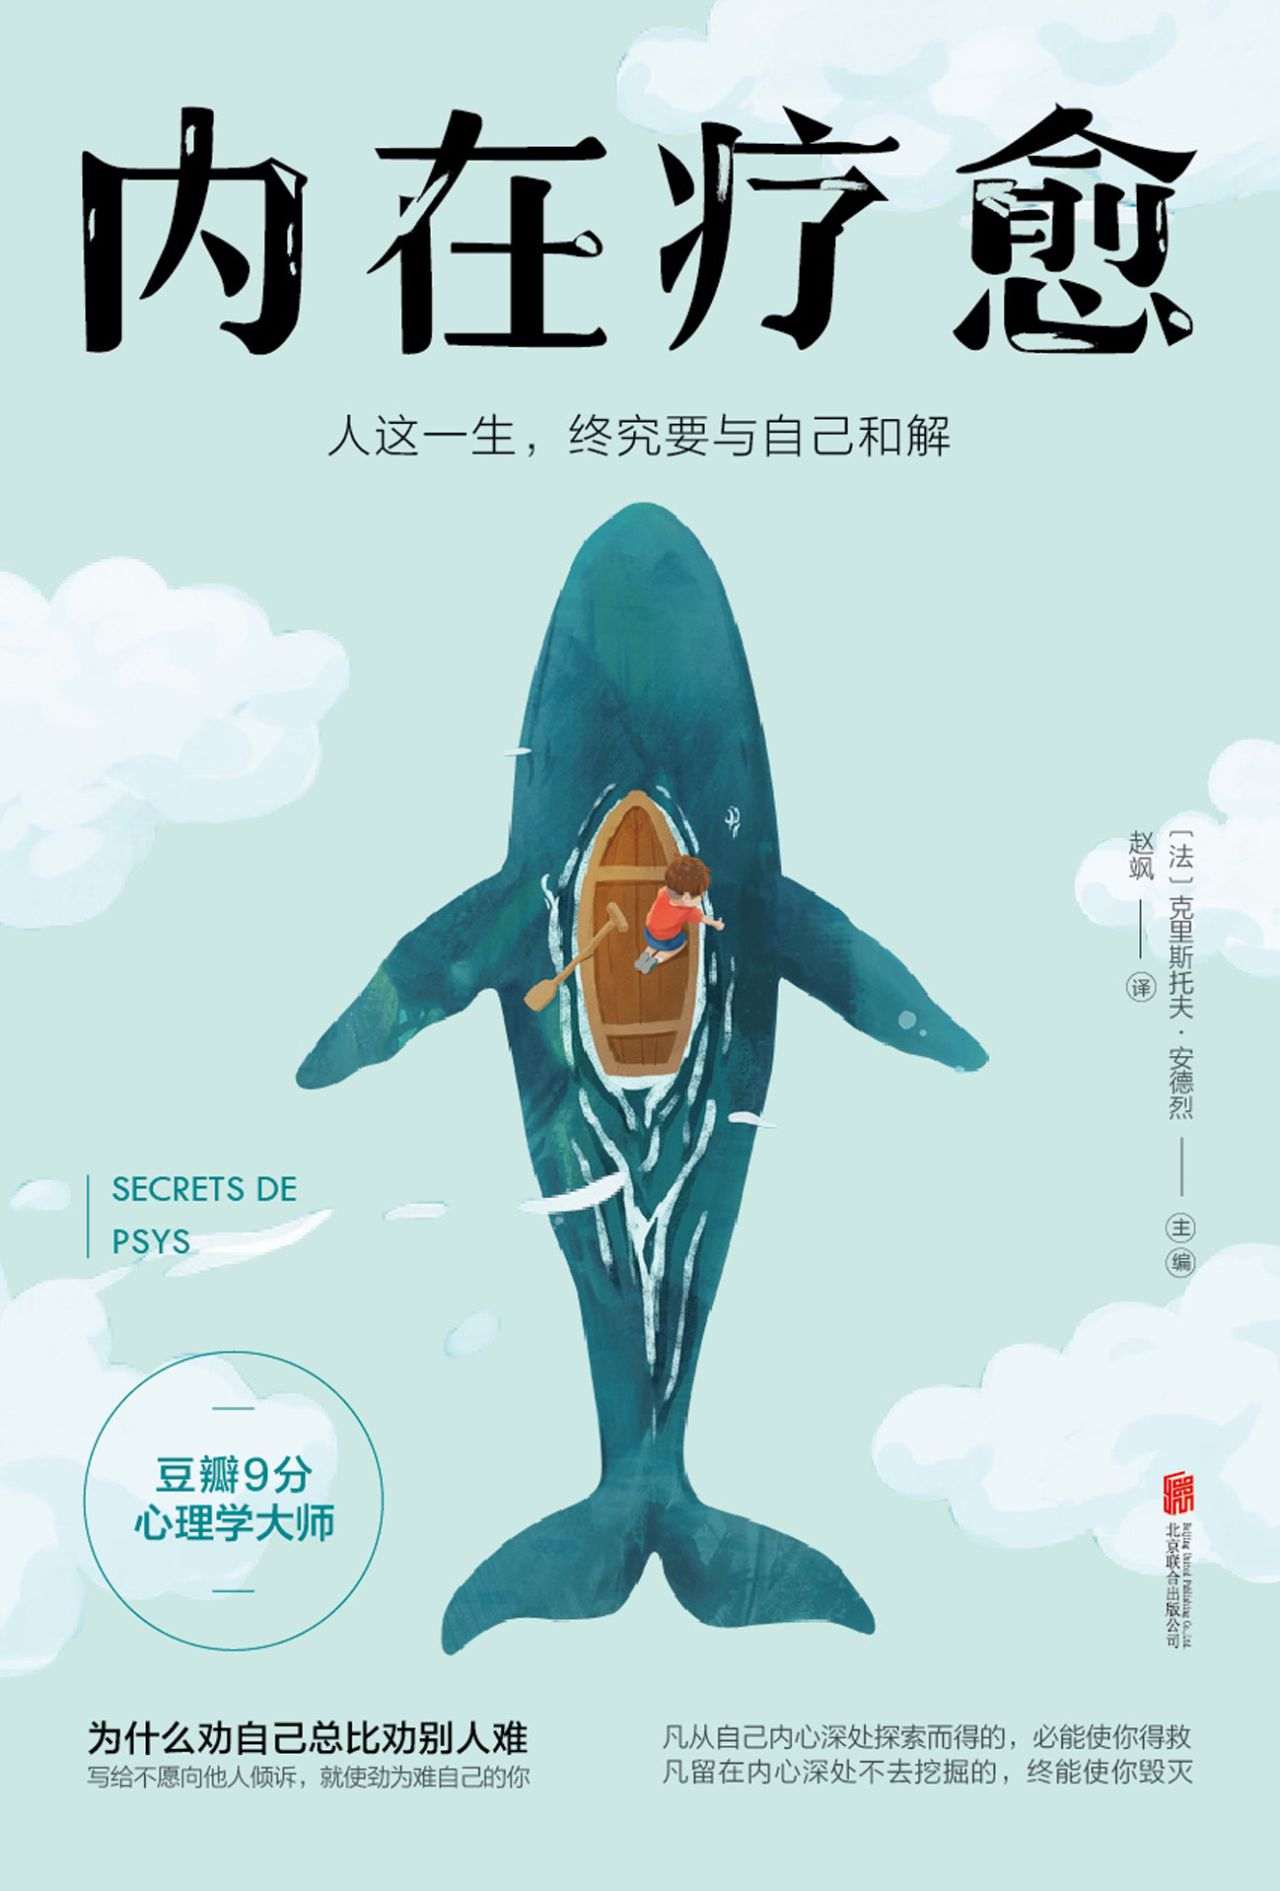 内在疗愈
人这一生，终究要与自己和解
［法］克里斯托夫·安德烈 主编
赵飒 译
SECRETS DE
PSYS
豆瓣9分
心理学大师
北京联合出版公司
Beijing United Publishing Co.,Ltd.
为什么劝自己总比劝别人难
写给不愿向他人倾诉，就使劲为难自己的你
凡从自己内心深处探索而得的，必能使你得救
凡留在内心深处不去挖掘的，终能使你毁灭